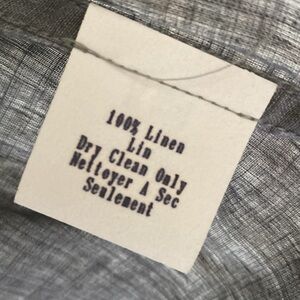 100% Linen
Lin
Dry Clean Only
Nettoyer A Sec
Seulement